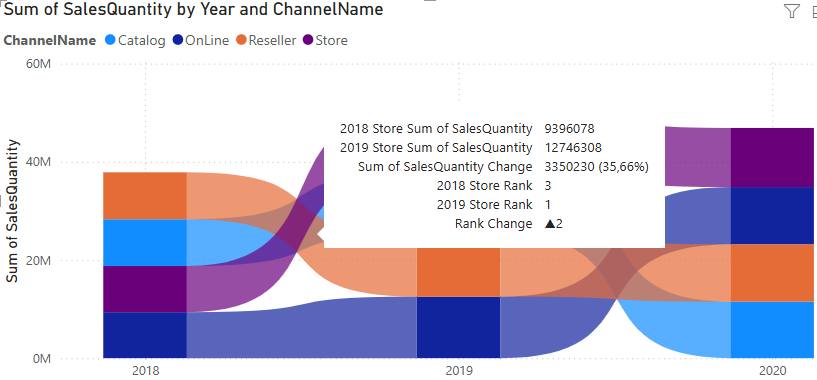 Sum of SalesQuantity by Year and ChannelName
ChannelName Catalog OnLine Reseller Store
60M
40M
20M
0M
Sum of SalesQuantity
2018 Store Sum of SalesQuantity 9396078
2019 Store Sum of SalesQuantity 12746308
Sum of SalesQuantity Change 3350230 (35,66%)
2018 Store Rank 3
2019 Store Rank 1
Rank Change ▲2
2018 2019 2020